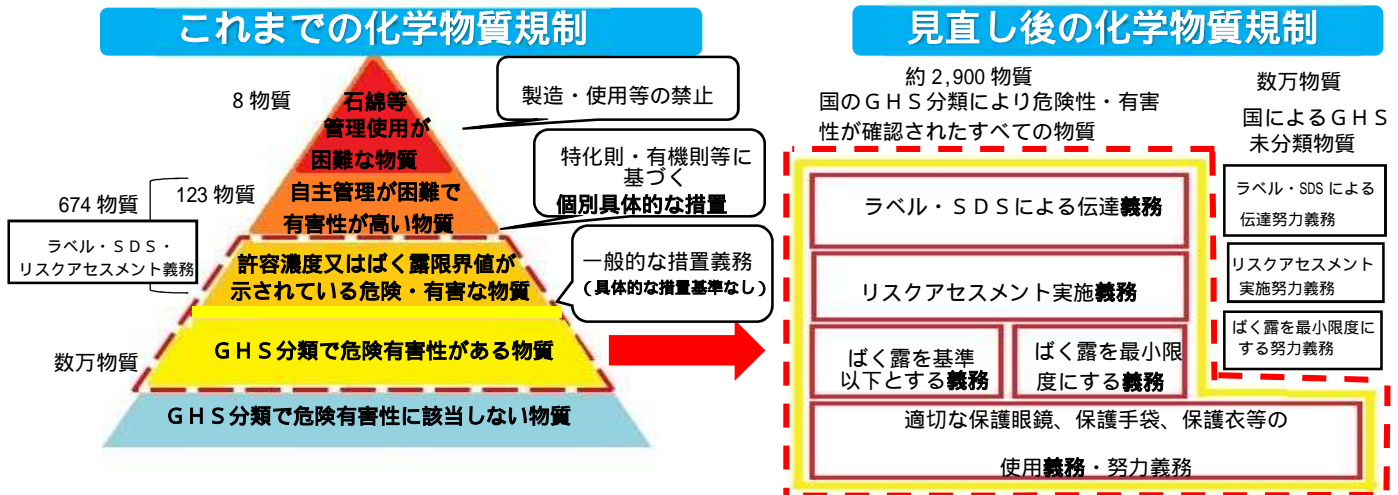 これまでの化学物質規制
8 物質
石綿等
管理使用が
困難な物質
製造・使用等の禁止
674 物質
123 物質
自主管理が困難で
有害性が高い物質
特化則・有機則等に
基づく
個別具体的な措置
ラベル・ＳＤＳ・
リスクアセスメント義務
許容濃度又はばく露限界値が
示されている危険・有害な物質
一般的な措置義務
（具体的な措置基準なし）
数万物質
ＧＨＳ分類で危険有害性がある物質
ＧＨＳ分類で危険有害性に該当しない物質
見直し後の化学物質規制
約 2,900 物質
国のＧＨＳ分類により危険性・有害
性が確認されたすべての物質
数万物質
国によるＧＨＳ
未分類物質
ラベル・ＳＤＳによる伝達義務
リスクアセスメント実施義務
ばく露を基準
以下とする義務
ばく露を最小限
度にする義務
適切な保護眼鏡、保護手袋、保護衣等の
使用義務・努力義務
ラベル・SDS による
伝達努力義務
リスクアセスメント
実施努力義務
ばく露を最小限度に
する努力義務